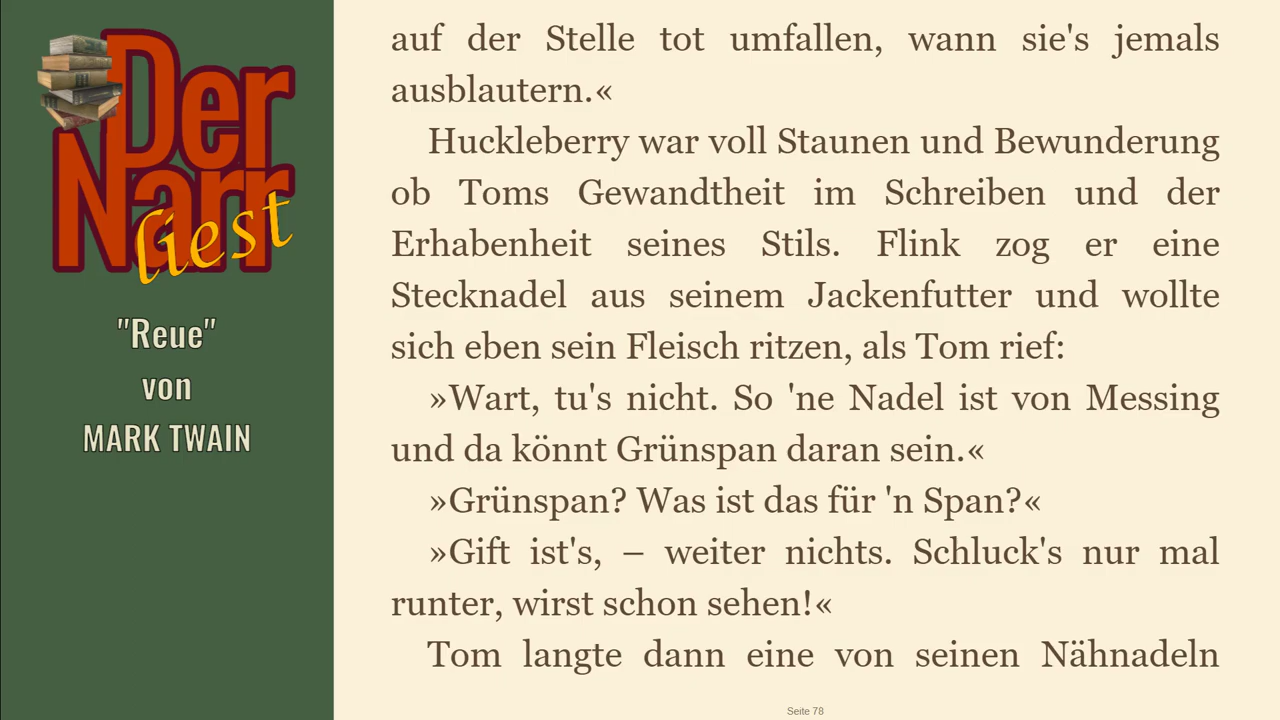 Der
Narr
liest
"Reue"
von
MARK TWAIN
auf der Stelle tot umfallen, wann sie's jemals
ausblautern.«
Huckleberry war voll Staunen und Bewunderung
ob Toms Gewandtheit im Schreiben und der
Erhabenheit seines Stils. Flink zog er eine
Stecknadel aus seinem Jackenfutter und wollte
sich eben sein Fleisch ritzen, als Tom rief:
»Wart, tu's nicht. So 'ne Nadel ist von Messing
und da könnt Grünspan daran sein.«
»Grünspan? Was ist das für 'n Span?«
»Gift ist's, – weiter nichts. Schluck's nur mal
runter, wirst schon sehen!«
Tom langte dann eine von seinen Nähnadeln
Seite 78